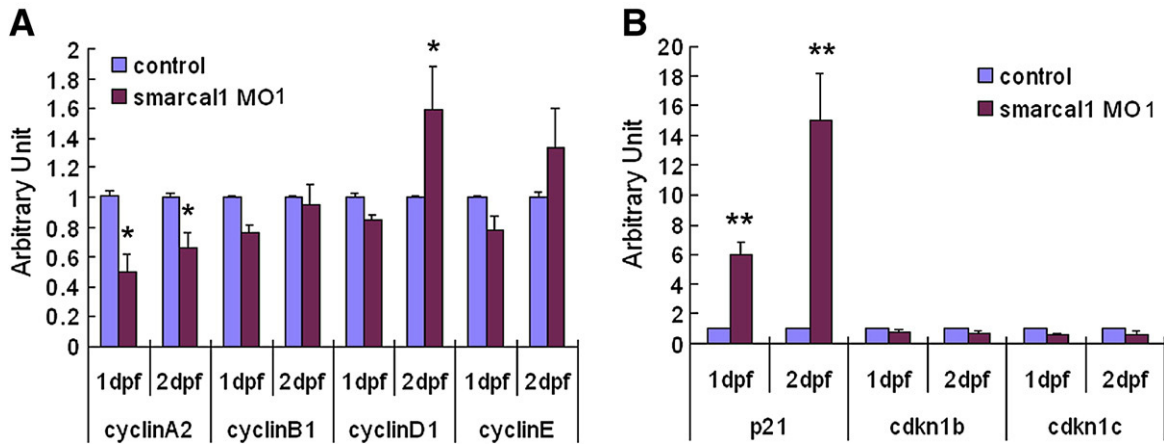 A
Arbitrary Unit
2
1.8
1.6
1.4
1.2
1
0.8
0.6
0.4
0.2
0
control
smarcal1 MO1
*
*
*
1dpf 2dpf 1dpf 2dpf 1dpf 2dpf 1dpf 2dpf
cyclinA2 cyclinB1 cyclinD1 cyclinE
B
Arbitrary Unit
20
18
16
14
12
10
8
6
4
2
0
control
smarcal1 MO1
**
**
1dpf 2dpf 1dpf 2dpf 1dpf 2dpf
p21 cdkn1b cdkn1c